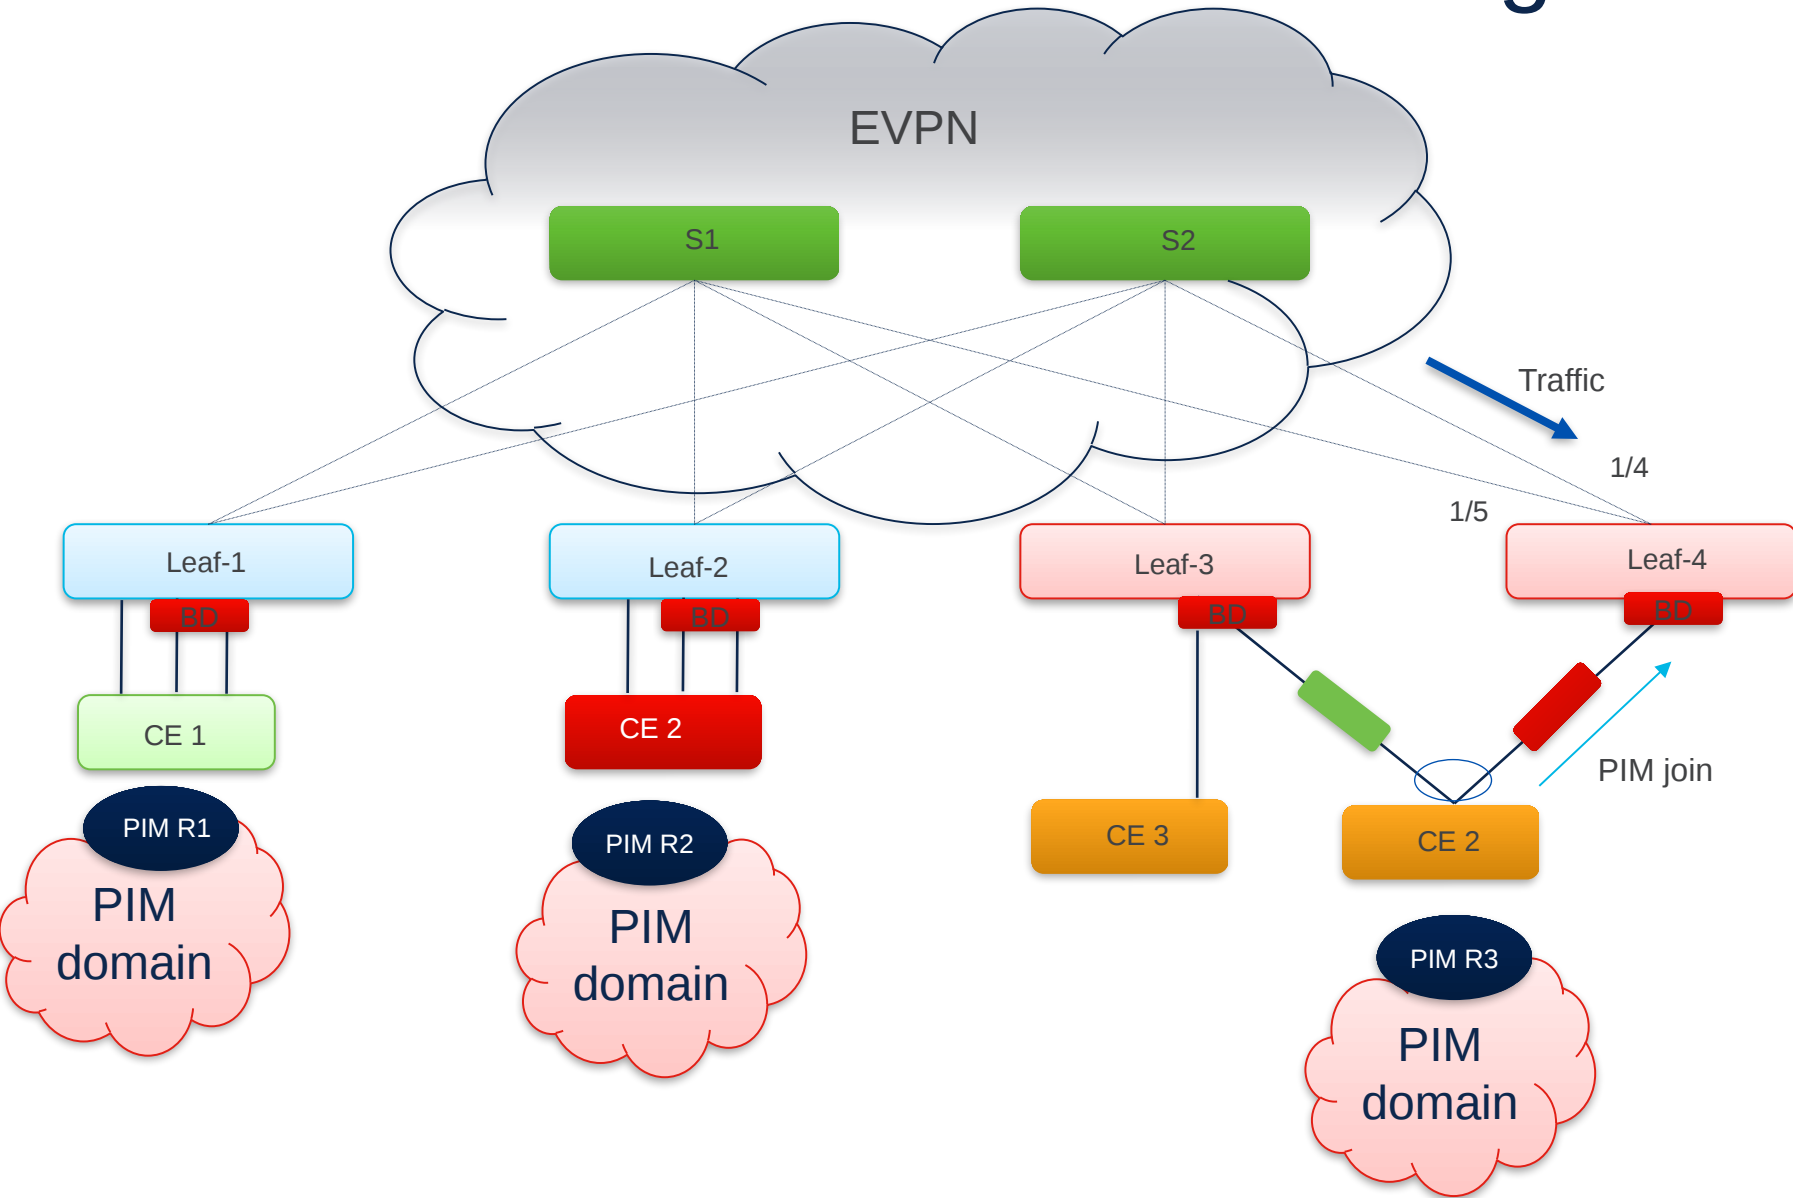 EVPN
S1
S2
Traffic
1/4
1/5
Leaf-1
Leaf-2
Leaf-3
Leaf-4
BD
BD
BD
BD
CE 1
CE 2
PIM join
CE 3
CE 2
PIM R1
PIM R2
PIM
domain
PIM
domain
PIM R3
PIM
domain